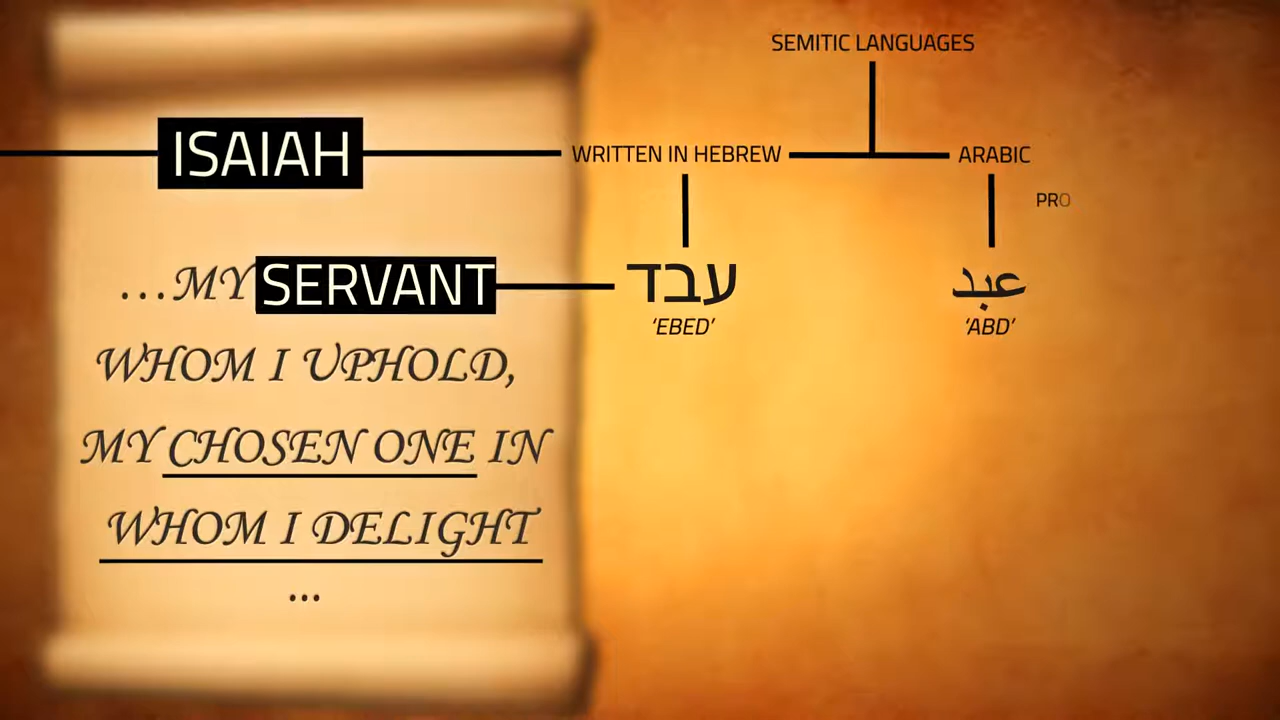 SEMITIC LANGUAGES
ISAIAH
WRITTEN IN HEBREW
ARABIC
PRO
...MY SERVANT
עבד
عبد
'EBED'
'ABD'
WHOM I UPHOLD,
MY CHOSEN ONE IN
WHOM I DELIGHT
...